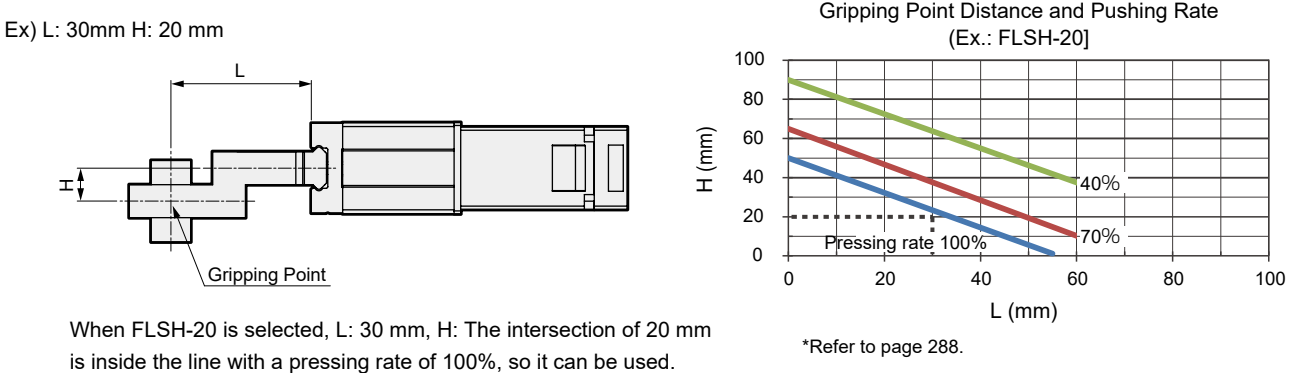 Ex) L: 30mm H: 20 mm
L
H
Gripping Point
When FLSH-20 is selected, L: 30 mm, H: The intersection of 20 mm
is inside the line with a pressing rate of 100%, so it can be used.
Gripping Point Distance and Pushing Rate
(Ex.: FLSH-20]
H (mm)
100
80
60
40
20
0
40%
70%
Pressing rate 100%
0 20 40 60 80 100
L (mm)
*Refer to page 288.